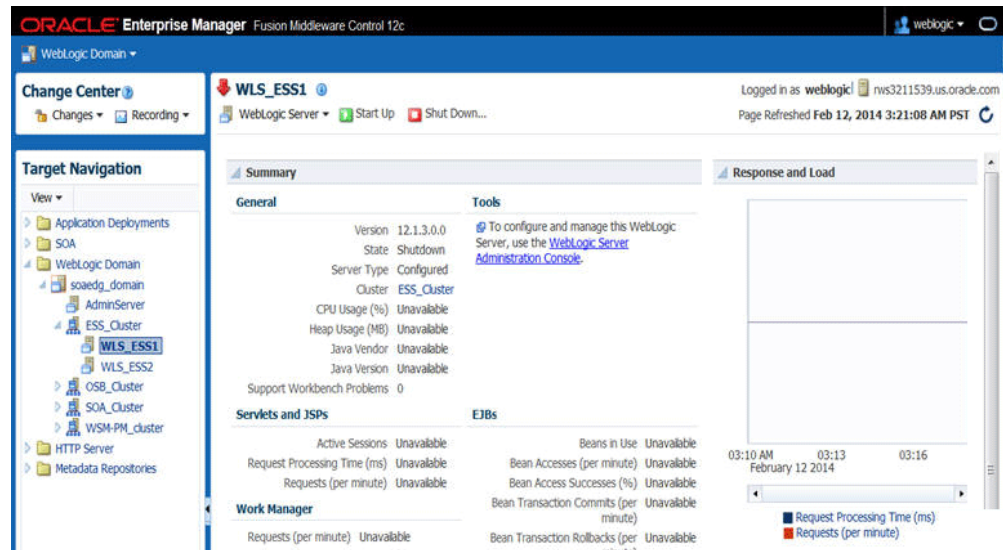 ORACLE Enterprise Manager Fusion Middleware Control 12c
weblogic
WebLogic Domain
Change Center
Changes Recording
Target Navigation
View
Application Deployments
SOA
WebLogic Domain
soaedg_domain
AdminServer
ESS_Cluster
WLS_ESS1
WLS_ESS2
OSB_Cluster
SOA_Cluster
WSM-PM_cluster
HTTP Server
Metadata Repositories
WLS_ESS1
WebLogic Server Start Up Shut Down...
Logged in as weblogic rws3211539.us.oracle.com
Page Refreshed Feb 12, 2014 3:21:08 AM PST
Summary
General
Version 12.1.3.0.0
State Shutdown
Server Type Configured
Cluster ESS_Cluster
CPU Usage (%) Unavailable
Heap Usage (MB) Unavailable
Java Vendor Unavailable
Java Version Unavailable
Support Workbench Problems 0
Tools
To configure and manage this WebLogic
Server, use the WebLogic Server
Administration Console.
Servlets and JSPs
Active Sessions Unavailable
Request Processing Time (ms) Unavailable
Requests (per minute) Unavailable
Work Manager
Requests (per minute) Unavailable
EJBs
Beans in Use Unavailable
Bean Accesses (per minute) Unavailable
Bean Access Successes (%) Unavailable
Bean Transaction Commits (per
minute) Unavailable
Bean Transaction Rollbacks (per Unavailable
Response and Load
03:10 AM 03:13 03:16
February 12 2014
Request Processing Time (ms)
Requests (per minute)